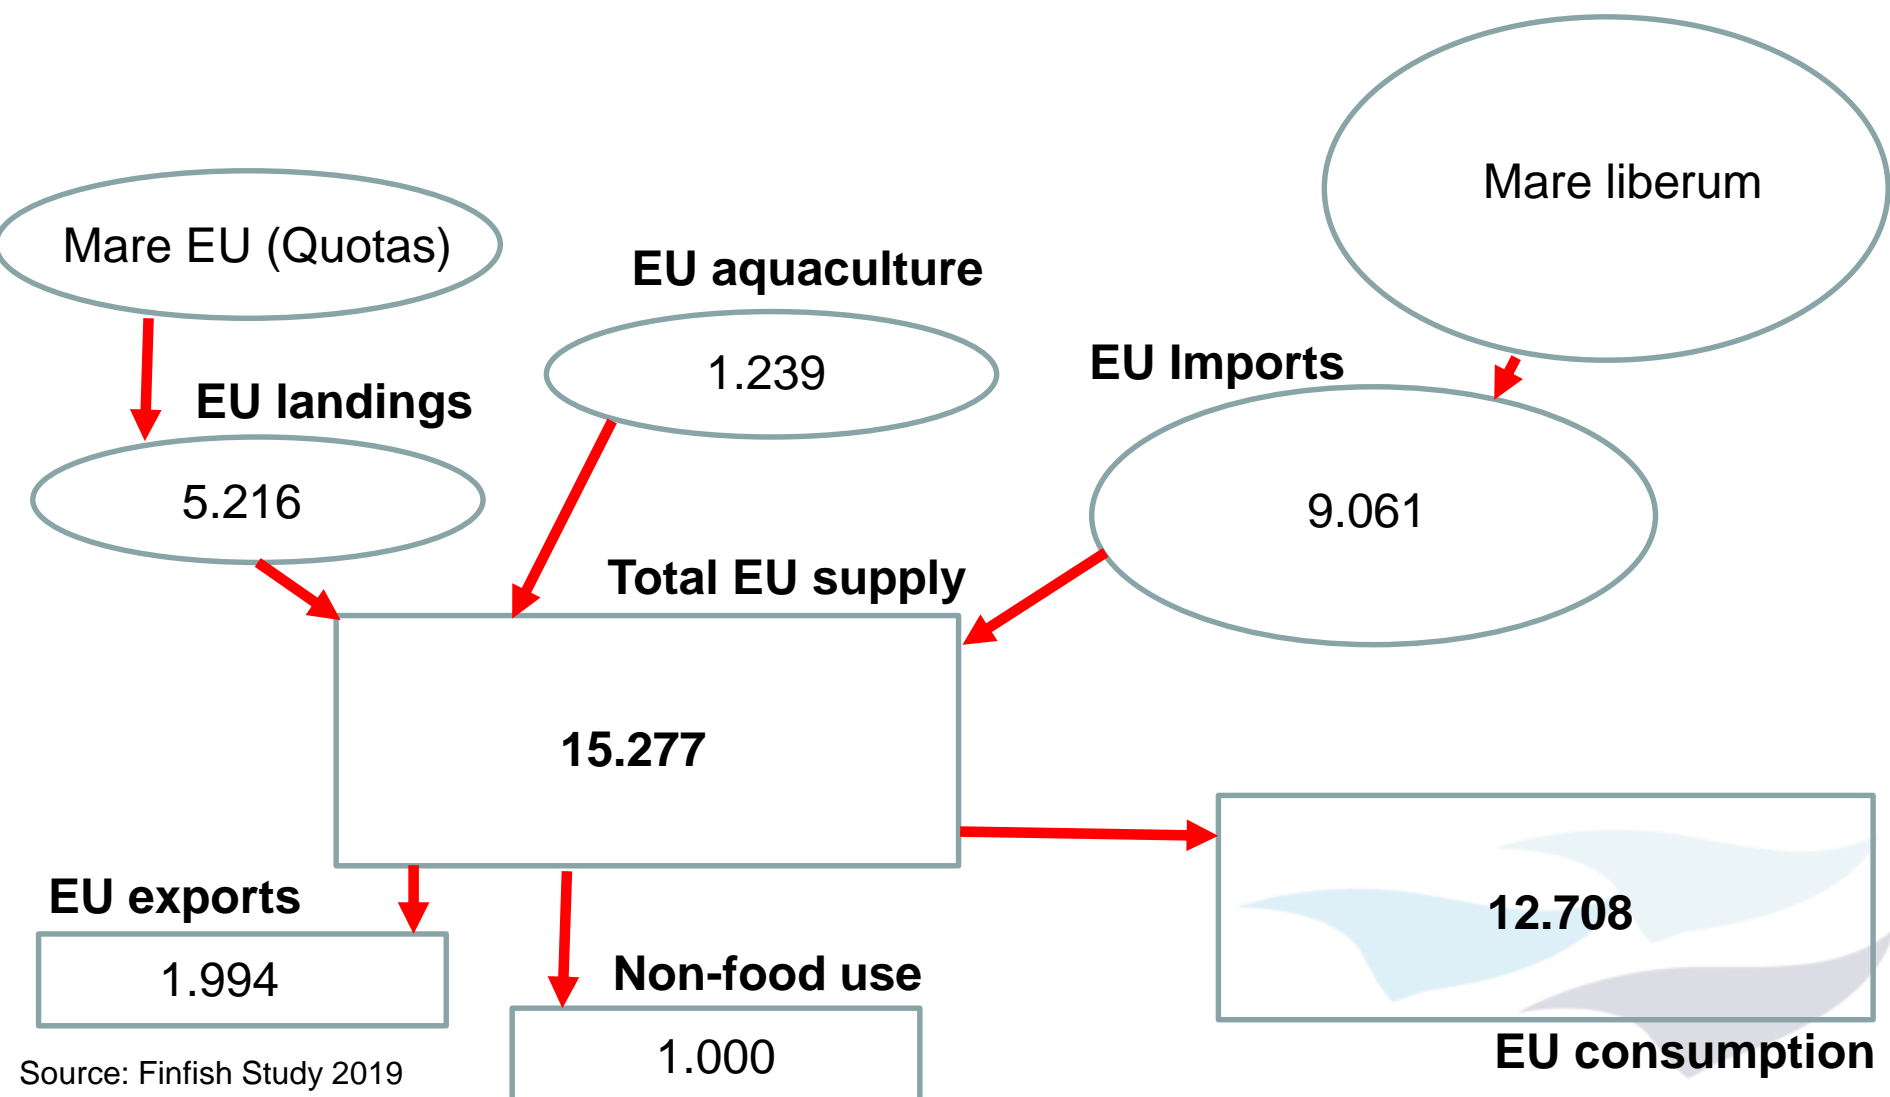 Mare liberum
Mare EU (Quotas)
EU aquaculture
1.239
EU Imports
EU landings
5.216
9.061
Total EU supply
15.277
EU exports
1.994
12.708
Non-food use
1.000
EU consumption
Source: Finfish Study 2019